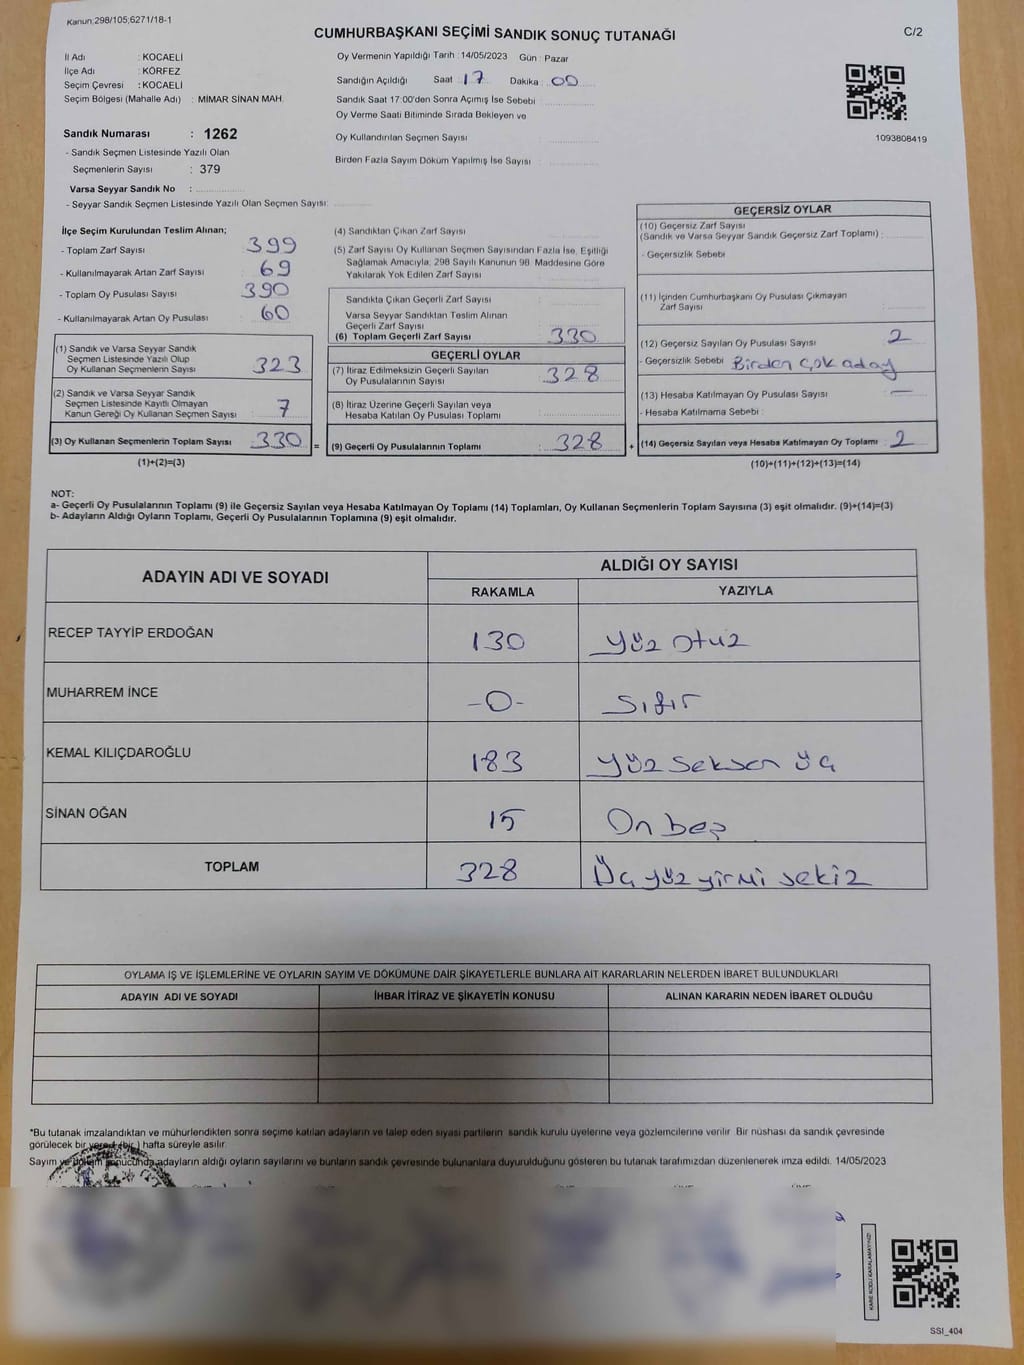 Kanun:298/105;6271/18-1
CUMHURBAŞKANI SEÇİMİ SANDIK SONUÇ TUTANAĞI
C/2
İl Adı : KOCAELİ
İlçe Adı : KÖRFEZ
Seçim Çevresi : KOCAELİ
Seçim Bölgesi (Mahalle Adı) : MİMAR SİNAN MAH.
Sandık Numarası : 1262
- Sandık Seçmen Listesinde Yazılı Olan
Seçmenlerin Sayısı : 379
Varsa Seyyar Sandık No :
- Seyyar Sandık Seçmen Listesinde Yazılı Olan Seçmen Sayısı:
Oy Vermenin Yapıldığı Tarih : 14/05/2023 Gün : Pazar
Sandığın Açıldığı Saat : 17 Dakika : 00
Sandık Saat 17:00'den Sonra Açımış İse Sebebi :
Oy Verme Saati Bitiminde Sırada Bekleyen ve
Oy Kullandırılan Seçmen Sayısı :
Birden Fazla Sayım Döküm Yapılmış İse Sayısı :
1093808419
İlçe Seçim Kurulundan Teslim Alınan;
- Toplam Zarf Sayısı : 399
- Kullanılmayarak Artan Zarf Sayısı : 69
- Toplam Oy Pusulası Sayısı : 390
- Kullanılmayarak Artan Oy Pusulası : 60
(1) Sandık ve Varsa Seyyar Sandık
Seçmen Listesinde Yazılı Olup
Oy Kullanan Seçmenlerin Sayısı : 323
(2) Sandık ve Varsa Seyyar Sandık
Seçmen Listesinde Kayıtlı Olmayan
Kanun Gereği Oy Kullanan Seçmen Sayısı : 7
(3) Oy Kullanan Seçmenlerin Toplam Sayısı : 330 =
(1)+(2)=(3)
(4) Sandıktan Çıkan Zarf Sayısı :
(5) Zarf Sayısı Oy Kullanan Seçmen Sayısından Fazla İse, Eşitliği
Sağlamak Amacıyla, 298 Sayılı Kanunun 98. Maddesine Göre
Yakılarak Yok Edilen Zarf Sayısı :
Sandıkta Çıkan Geçerli Zarf Sayısı :
Varsa Seyyar Sandıktan Teslim Alınan
Geçerli Zarf Sayısı :
(6) Toplam Geçerli Zarf Sayısı : 330
GEÇERLİ OYLAR
(7) İtiraz Edilmeksizin Geçerli Sayılan
Oy Pusulalarının Sayısı : 328
(8) İtiraz Üzerine Geçerli Sayılan veya
Hesaba Katılan Oy Pusulası Toplamı :
(9) Geçerli Oy Pusulalarının Toplamı : 328 +
GEÇERSİZ OYLAR
(10) Geçersiz Zarf Sayısı
(Sandık ve Varsa Seyyar Sandık Geçersiz Zarf Toplamı) :
- Geçersizlik Sebebi :
(11) İçinden Cumhurbaşkanı Oy Pusulası Çıkmayan
Zarf Sayısı :
(12) Geçersiz Sayılan Oy Pusulası Sayısı : 2
- Geçersizlik Sebebi : Birden çok aday
(13) Hesaba Katılmayan Oy Pusulası Sayısı : —
- Hesaba Katılmama Sebebi :
(14) Geçersiz Sayılan veya Hesaba Katılmayan Oy Toplamı : 2
(10)+(11)+(12)+(13)=(14)
NOT:
a- Geçerli Oy Pusulalarının Toplamı (9) ile Geçersiz Sayılan veya Hesaba Katılmayan Oy Toplamı (14) Toplamları, Oy Kullanan Seçmenlerin Toplam Sayısına (3) eşit olmalıdır. (9)+(14)=(3)
b- Adayların Aldığı Oyların Toplamı, Geçerli Oy Pusulalarının Toplamına (9) eşit olmalıdır.
ADAYIN ADI VE SOYADI ALDIĞI OY SAYISI
RAKAMLA YAZIYLA
RECEP TAYYİP ERDOĞAN 130 Yüz otuz
MUHARREM İNCE -0- Sıfır
KEMAL KILIÇDAROĞLU 183 Yüz seksen üç
SİNAN OĞAN 15 On beş
TOPLAM 328 Üç yüz yirmi sekiz
OYLAMA İŞ VE İŞLEMLERİNE VE OYLARIN SAYIM VE DÖKÜMÜNE DAİR ŞİKAYETLERLE BUNLARA AİT KARARLARIN NELERDEN İBARET BULUNDUKLARI
ADAYIN ADI VE SOYADI İHBAR İTİRAZ VE ŞİKAYETİN KONUSU ALINAN KARARIN NEDEN İBARET OLDUĞU
*Bu tutanak imzalandıktan ve mühürlendikten sonra seçime katılan adayların ve talep eden siyasi partilerin sandık kurulu üyelerine veya gözlemcilerine verilir. Bir nüshası da sandık çevresinde
görülecek bir yere (bir) hafta süreyle asılır.
Sayım ve döküm sonucunda adayların aldığı oyların sayılarını ve bunların sandık çevresinde bulunanlara duyurulduğunu gösteren bu tutanak tarafımızdan düzenlenerek imza edildi. 14/05/2023
KARE KODU KARALAMAYINIZ!
SSI_404